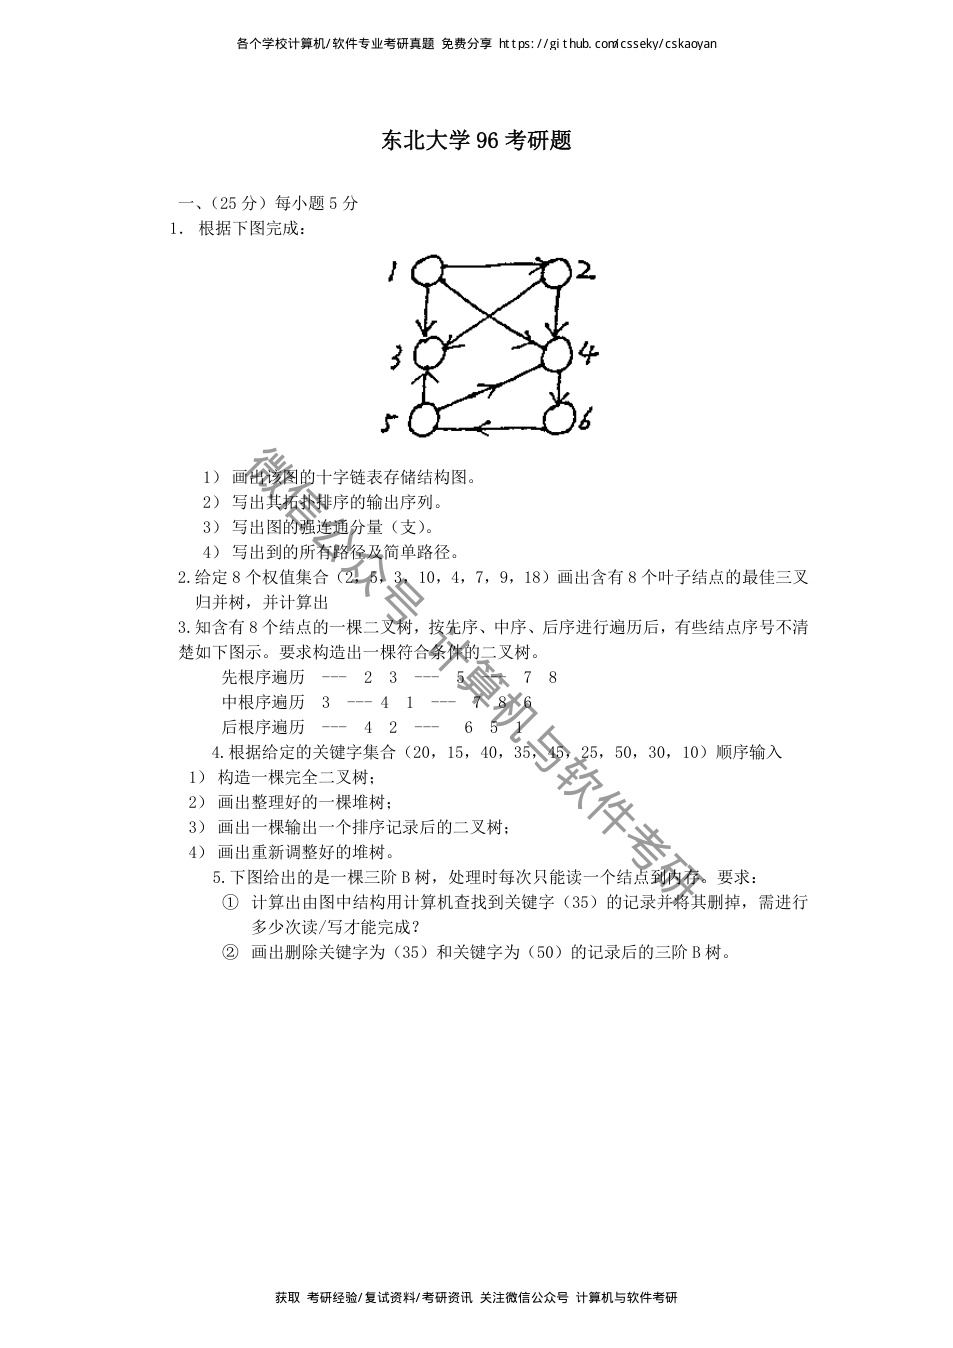 各个学校计算机/软件专业考研真题 免费分享 https://github.com/csseky/cskaoyan
东北大学 96 考研题
一、（25 分）每小题 5 分
1. 根据下图完成：
1 2
3 4
5 6
1） 画出该图的十字链表存储结构图。
2） 写出其拓扑排序的输出序列。
3） 写出图的强连通分量（支）。
4） 写出到的所有路径及简单路径。
2.给定 8 个权值集合（2，5，3，10，4，7，9，18）画出含有 8 个叶子结点的最佳三叉
归并树，并计算出
3.知含有 8 个结点的一棵二叉树，按先序、中序、后序进行遍历后，有些结点序号不清
楚如下图示。要求构造出一棵符合条件的二叉树。
先根序遍历 --- 2 3 --- 5 --- 7 8
中根序遍历 3 --- 4 1 --- 7 8 6
后根序遍历 --- 4 2 --- 6 5 1
4.根据给定的关键字集合（20，15，40，35，45，25，50，30，10）顺序输入
1） 构造一棵完全二叉树；
2） 画出整理好的一棵堆树；
3） 画出一棵输出一个排序记录后的二叉树；
4） 画出重新调整好的堆树。
5.下图给出的是一棵三阶 B 树，处理时每次只能读一个结点到内存。要求：
① 计算出由图中结构用计算机查找到关键字（35）的记录并将其删掉，需进行
多少次读/写才能完成？
② 画出删除关键字为（35）和关键字为（50）的记录后的三阶 B 树。
微信公众号 计算机与软件考研
获取 考研经验/复试资料/考研资讯 关注微信公众号 计算机与软件考研